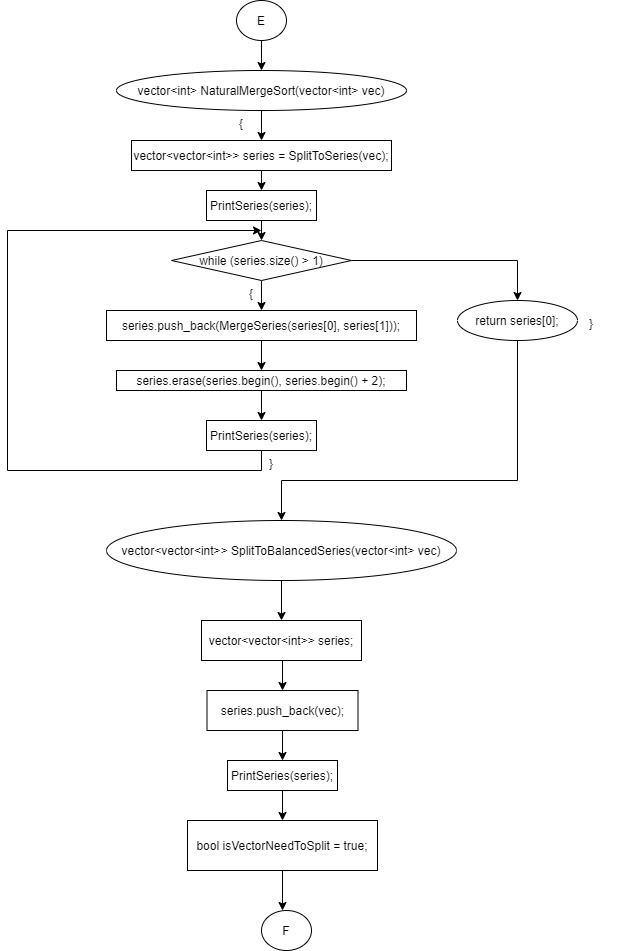 E
vector<int> NaturalMergeSort(vector<int> vec)
{
vector<vector<int>> series = SplitToSeries(vec);
PrintSeries(series);
while (series.size() > 1)
{
series.push_back(MergeSeries(series[0], series[1]));
return series[0];
}
series.erase(series.begin(), series.begin() + 2);
PrintSeries(series);
}
vector<vector<int>> SplitToBalancedSeries(vector<int> vec)
vector<vector<int>> series;
series.push_back(vec);
PrintSeries(series);
bool isVectorNeedToSplit = true;
F